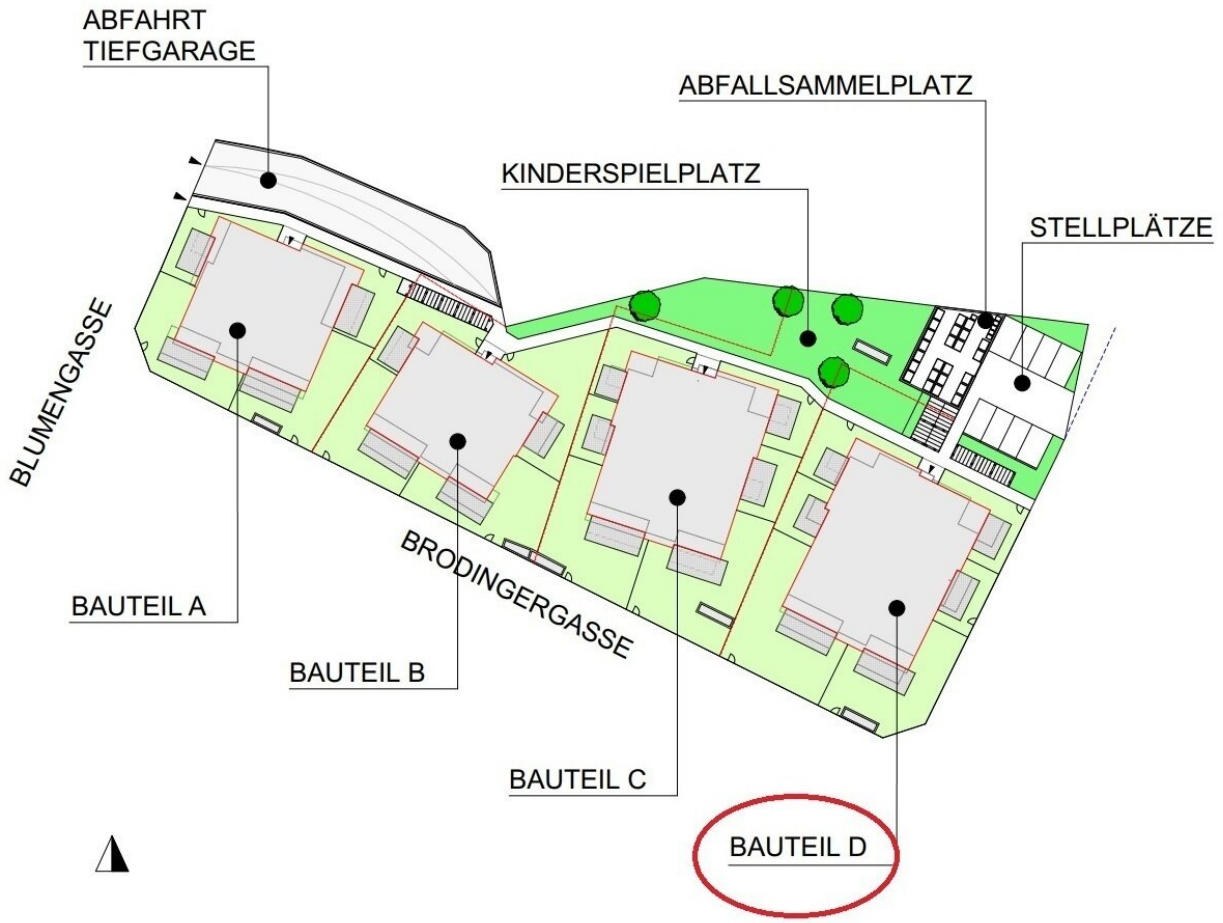 ABFAHRT
TIEFGARAGE
ABFALLSAMMELPLATZ
KINDERSPIELPLATZ
STELLPLÄTZE
BLUMENGASSE
BRODINGERGASSE
BAUTEIL A
BAUTEIL B
BAUTEIL C
BAUTEIL D